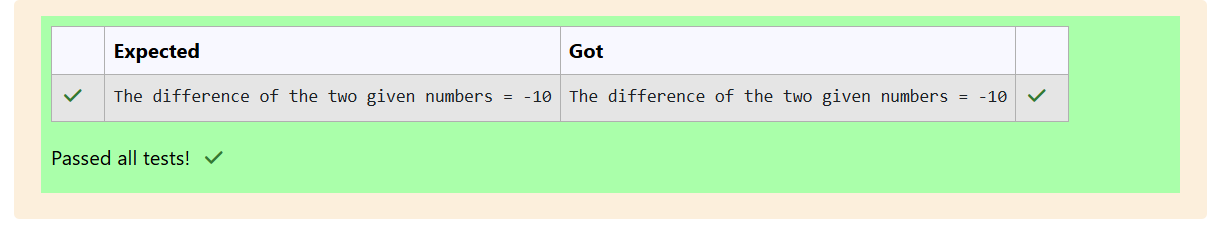 Expected Got
The difference of the two given numbers = -10 The difference of the two given numbers = -10
Passed all tests!